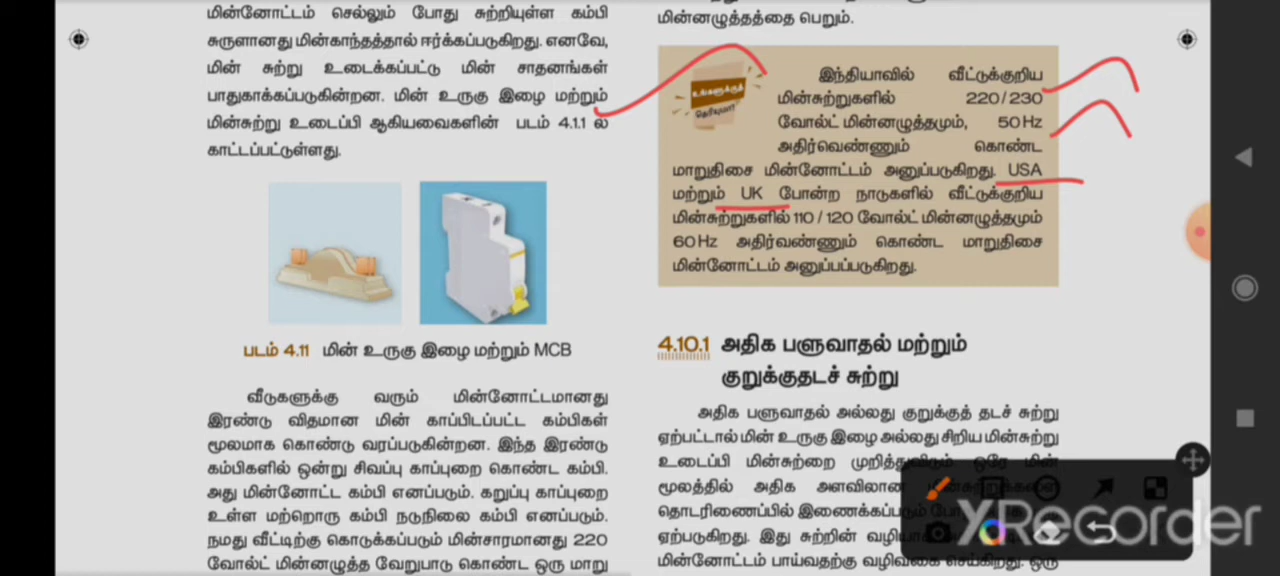 மின்னோட்டம் செல்லும் போது சுற்றியுள்ள கம்பி
சுருளானது மின்காந்தத்தால் ஈர்க்கப்படுகிறது. எனவே,
மின் சுற்று உடைக்கப்பட்டு மின் சாதனங்கள்
பாதுகாக்கப்படுகின்றன. மின் உருகு இழை மற்றும்
மின்சுற்று உடைப்பி ஆகியவைகளின் படம் 4.1.1 ல்
காட்டப்பட்டுள்ளது.
படம் 4.11 மின் உருகு இழை மற்றும் MCB
வீடுகளுக்கு வரும் மின்னோட்டமானது
இரண்டு விதமான மின் காப்பிடப்பட்ட கம்பிகள்
மூலமாக கொண்டு வரப்படுகின்றன. இந்த இரண்டு
கம்பிகளில் ஒன்று சிவப்பு காப்புறை கொண்ட கம்பி.
அது மின்னோட்ட கம்பி எனப்படும். கறுப்பு காப்புறை
உள்ள மற்றொரு கம்பி நடுநிலை கம்பி எனப்படும்.
நமது வீட்டிற்கு கொடுக்கப்படும் மின்சாரமானது 220
வோல்ட் மின்னழுத்த வேறுபாடு கொண்ட ஒரு மாறு
மின்னழுத்தத்தை பெறும்.
உங்களுக்குத்
தெரியுமா?
இந்தியாவில் வீட்டுக்குரிய
மின்சுற்றுகளில் 220/230
வோல்ட் மின்னழுத்தமும், 50 Hz
அதிர்வெண்ணும் கொண்ட
மாறுதிசை மின்னோட்டம் அனுப்படுகிறது. USA
மற்றும் UK போன்ற நாடுகளில் வீட்டுக்குரிய
மின்சுற்றுகளில் 110 / 120 வோல்ட் மின்னழுத்தமும்
60 Hz அதிர்வண்ணும் கொண்ட மாறுதிசை
மின்னோட்டம் அனுப்பப்படுகிறது.
4.10.1 அதிக பளுவாதல் மற்றும்
குறுக்குதடச் சுற்று
அதிக பளுவாதல் அல்லது குறுக்குத் தடச் சுற்று
ஏற்பட்டால் மின் உருகு இழை அல்லது சிறிய மின்சுற்று
உடைப்பி மின்சுற்றை முறித்துவிடும். ஒரே மின்
மூலத்தில் அதிக அளவிலான மின்சுற்றுக்களை
தொடரிணைப்பில் இணைக்கப்படும்
ஏற்படுகிறது. இது சுற்றின் வழியாக
மின்னோட்டம் பாய்வதற்கு வழிவகை செய்கிறது. ஒரு
XRecorder